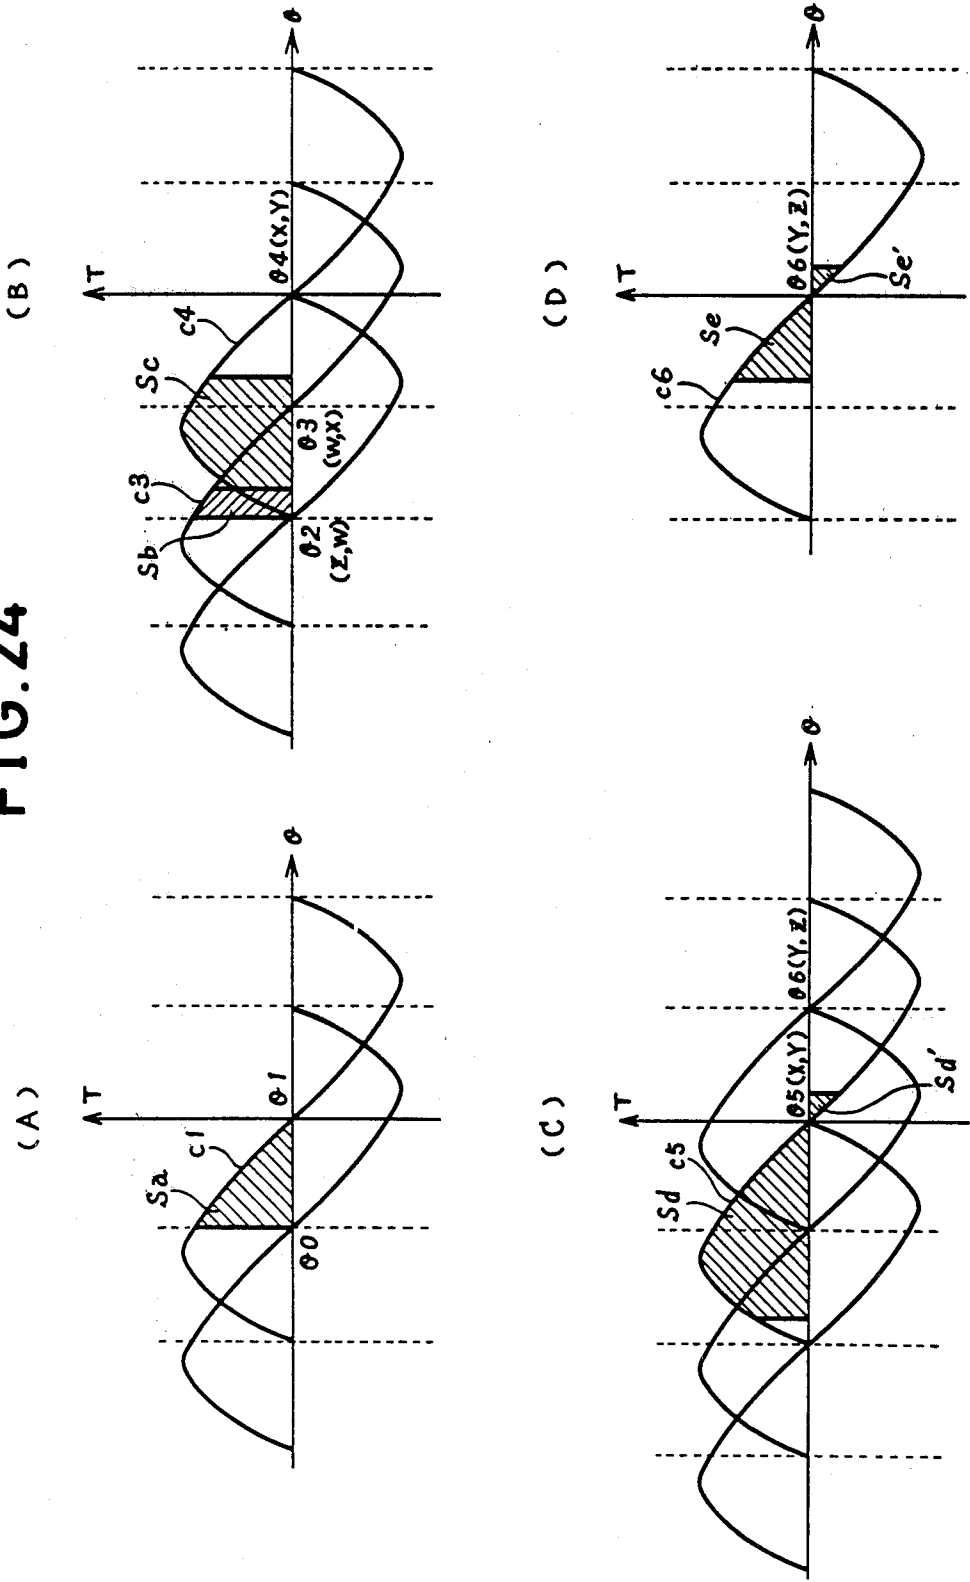 FIG. 24
(A)
T
Sa
c1
θ0
θ1
θ
(B)
T
Sb
c3
Sc
c4
θ2
(Z,W)
θ3
(W,X)
θ4(X,Y)
θ
(C)
T
Sd
c5
θ5(X,Y)
θ6(Y,Z)
Sd'
θ
(D)
T
c6
Se
θ6(Y,Z)
Se'
θ